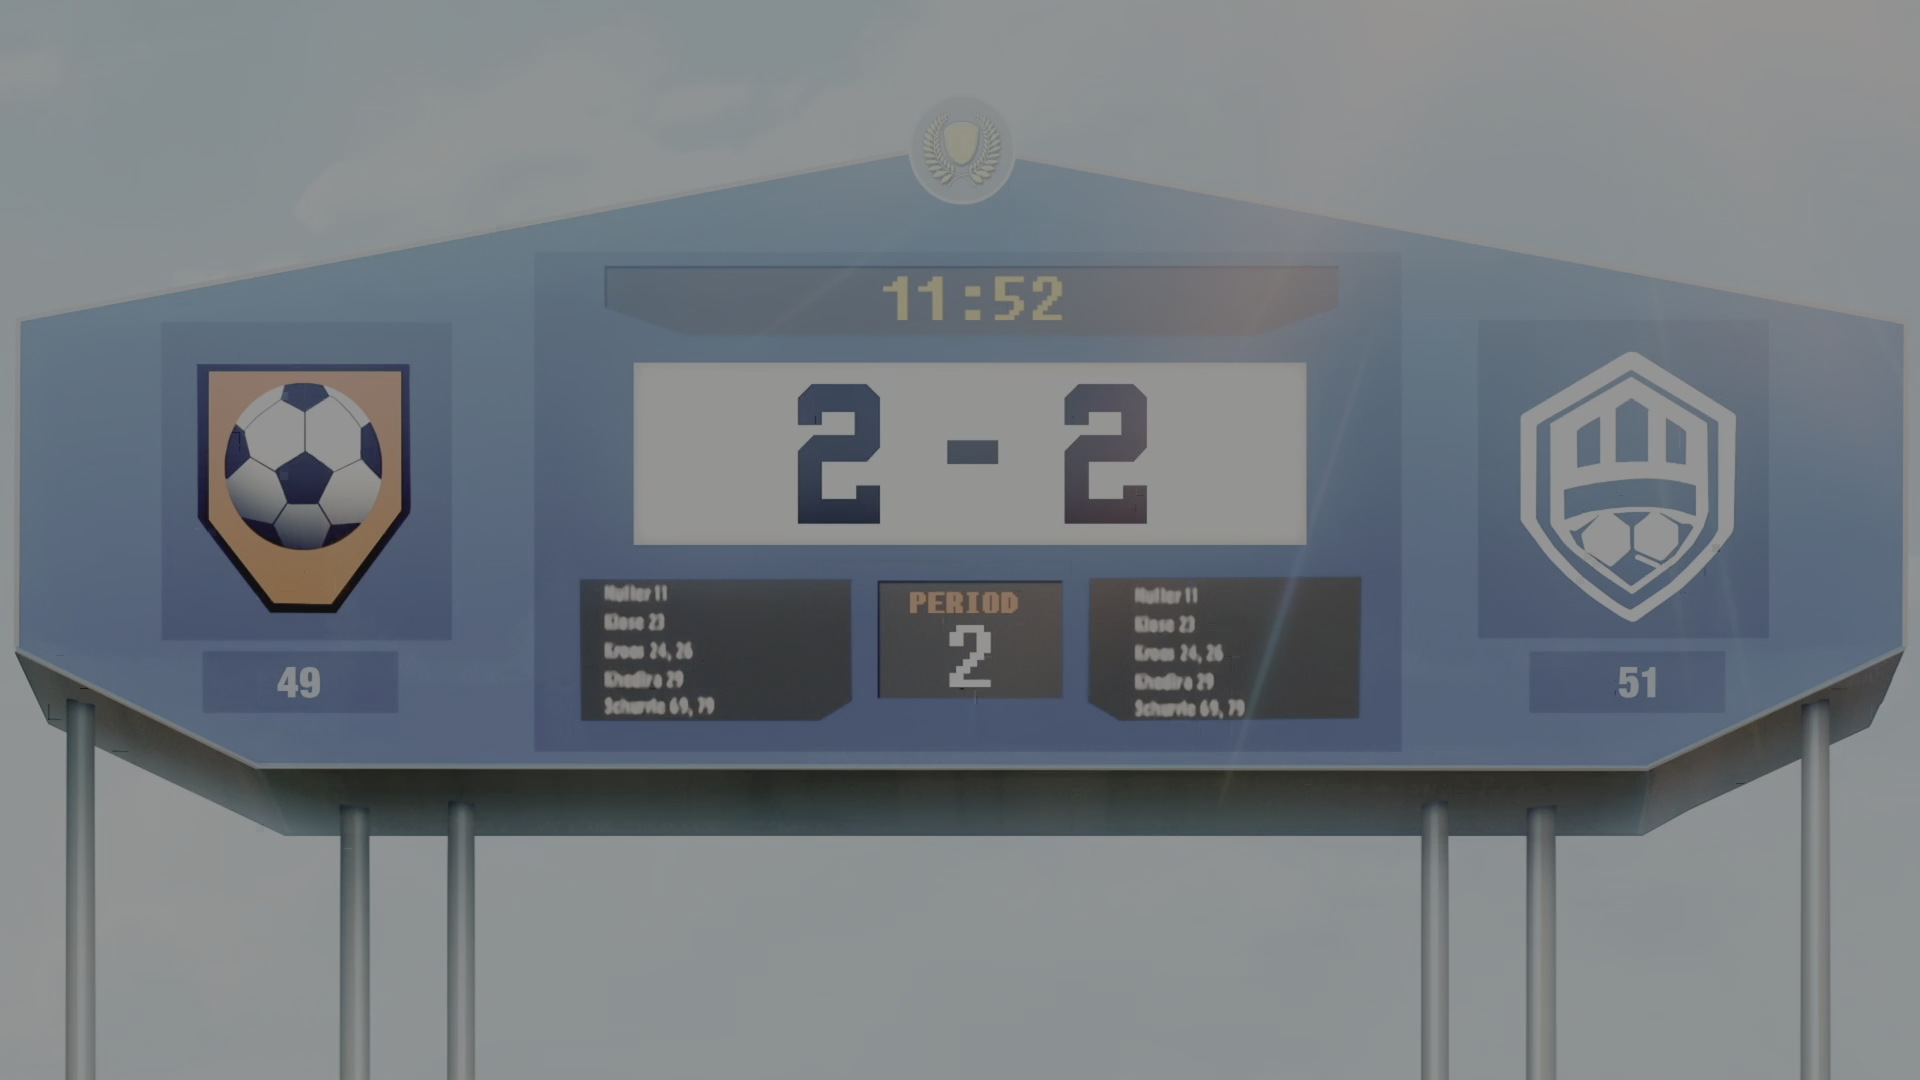 11:52
2 - 2
Muller 11
Klose 23
Kroos 24, 26
Khedira 29
Schurrle 69, 79
PERIOD
2
Muller 11
Klose 23
Kroos 24, 26
Khedira 29
Schurrle 69, 79
49
51